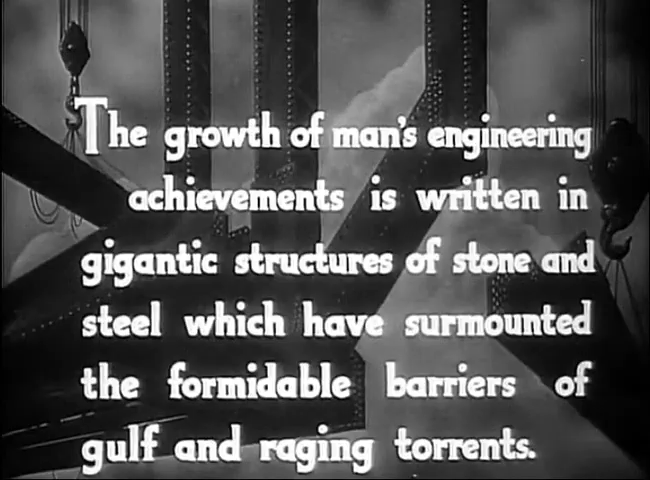 The growth of man's engineering
achievements is written in
gigantic structures of stone and
steel which have surmounted
the formidable barriers of
gulf and raging torrents.